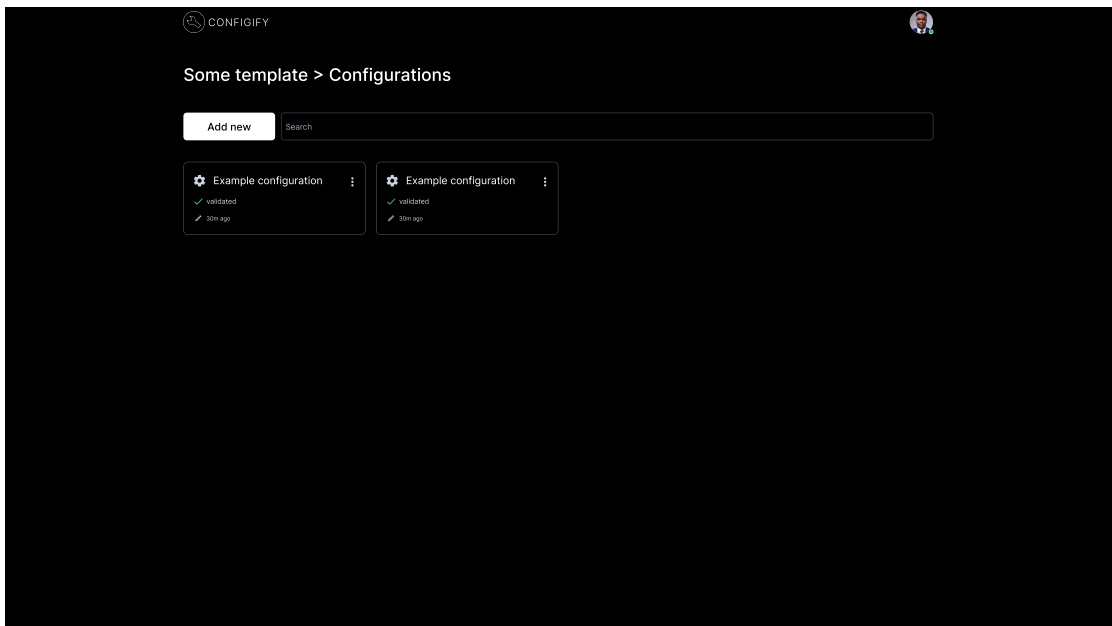 CONFIGIFY
Some template > Configurations
Add new
Search
Example configuration
validated
30m ago
Example configuration
validated
30m ago